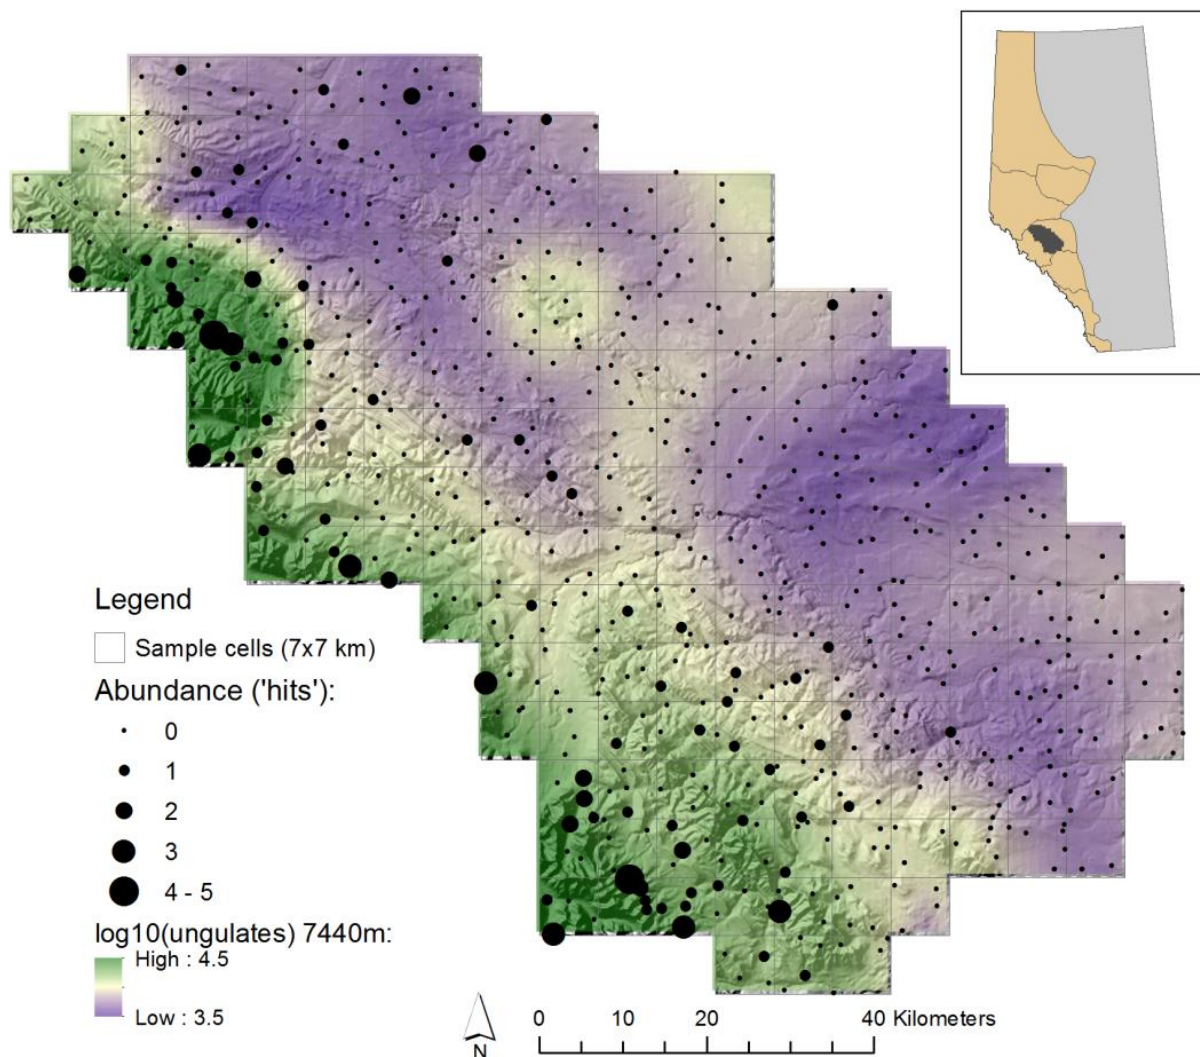 Legend
Sample cells (7x7 km)
Abundance ('hits'):
0
1
2
3
4 - 5
log10(ungulates) 7440m:
High : 4.5
Low : 3.5
N
0 10 20 40 Kilometers